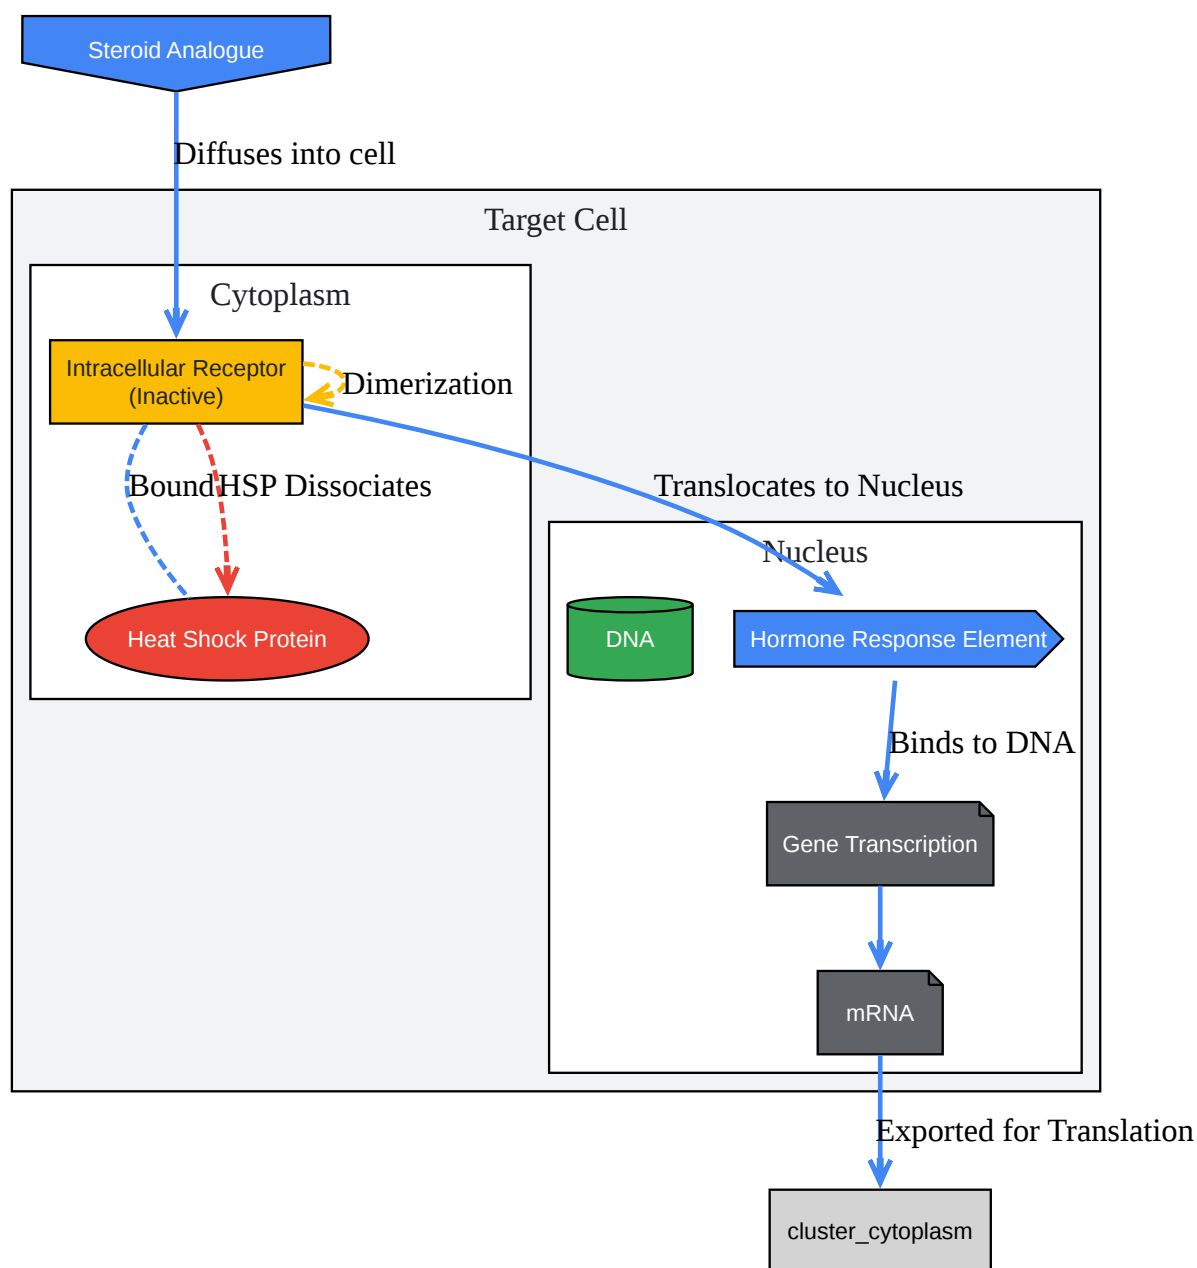 Steroid Analogue
Diffuses into cell
Target Cell
Cytoplasm
Intracellular Receptor
(Inactive)
Dimerization
Bound
HSP Dissociates
Translocates to Nucleus
Nucleus
Heat Shock Protein
DNA
Hormone Response Element
Binds to DNA
Gene Transcription
mRNA
Exported for Translation
cluster_cytoplasm